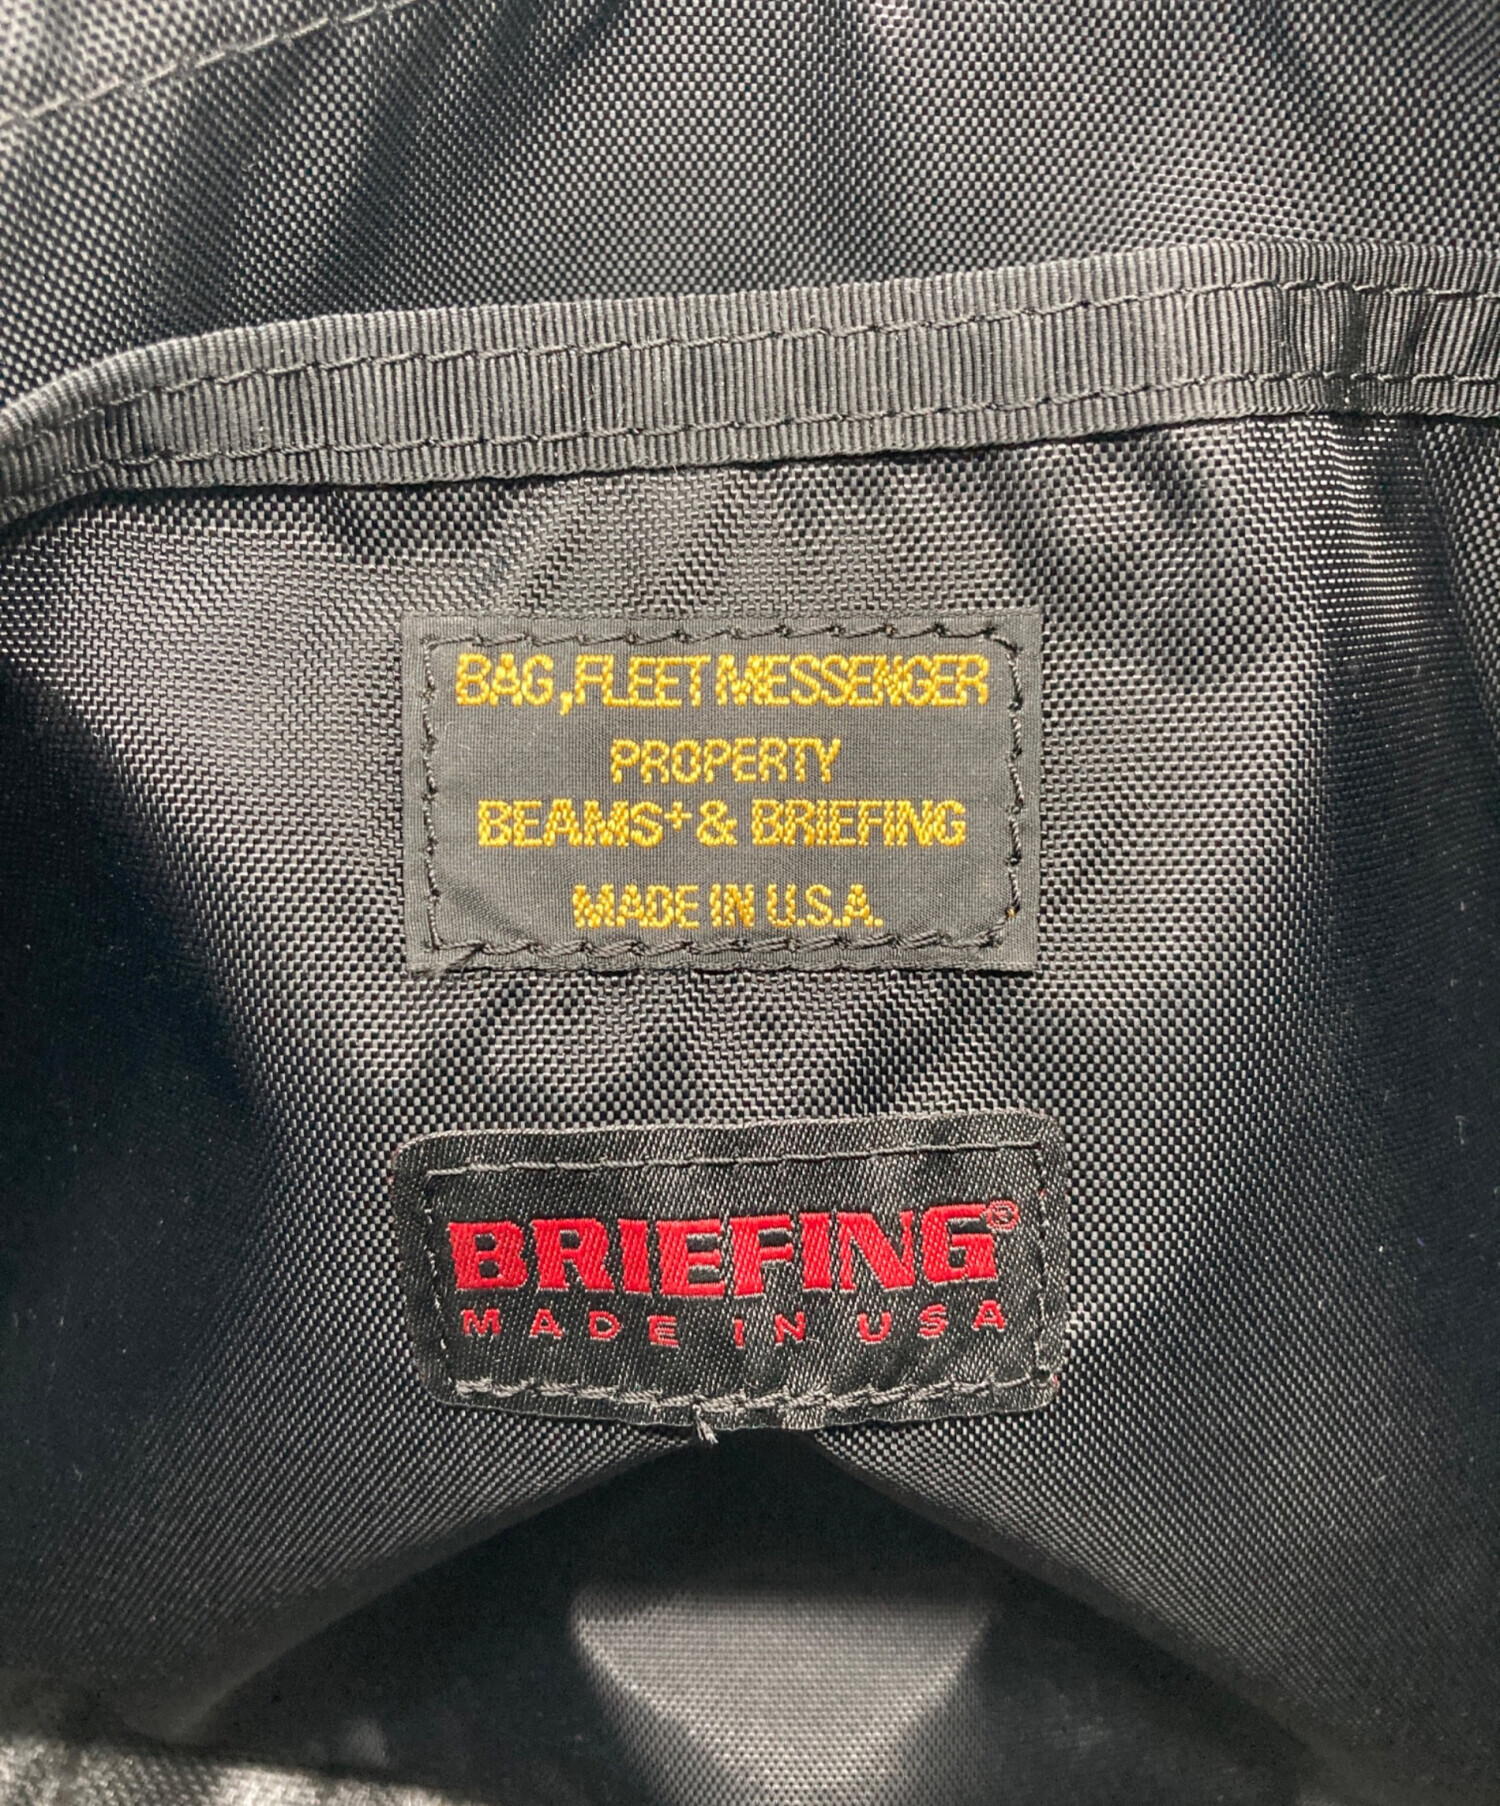 BAG,FLEET MESSENGER
PROPERTY
BEAMS+ & BRIEFING
MADE IN U.S.A.
BRIEFING®
MADE IN USA